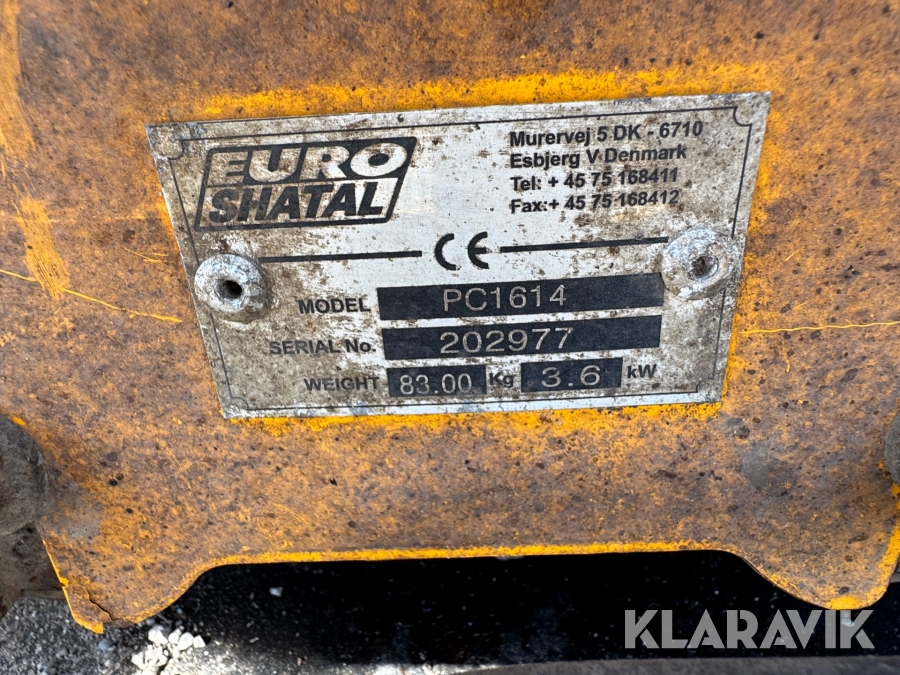 EURO
SHATAL
Murervej 5 DK - 6710
Esbjerg V Denmark
Tel: + 45 75 168411
Fax:+ 45 75 168412
CE
MODEL PC1614
SERIAL No. 202977
WEIGHT 83.00 Kg 3.6 kW
KLARAVIK